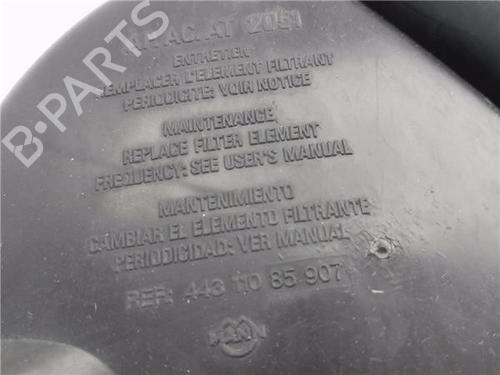 ENTRETIEN
REMPLACER L'ELEMENT FILTRANT
PERIODICITE: VOIR NOTICE
MAINTENANCE
REPLACE FILTER ELEMENT
FREQUENCY: SEE USER'S MANUAL
MANTENIMIENTO
CAMBIAR EL ELEMENTO FILTRANTE
PERIODICIDAD: VER MANUAL
REF: 443 110 85 907
MANN
B-PARTS